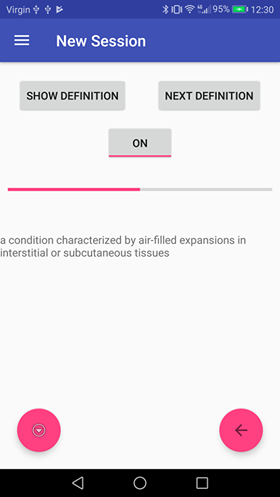 Virgin 4G 95% 12:30
New Session
SHOW DEFINITION NEXT DEFINITION
ON
a condition characterized by air-filled expansions in
interstitial or subcutaneous tissues